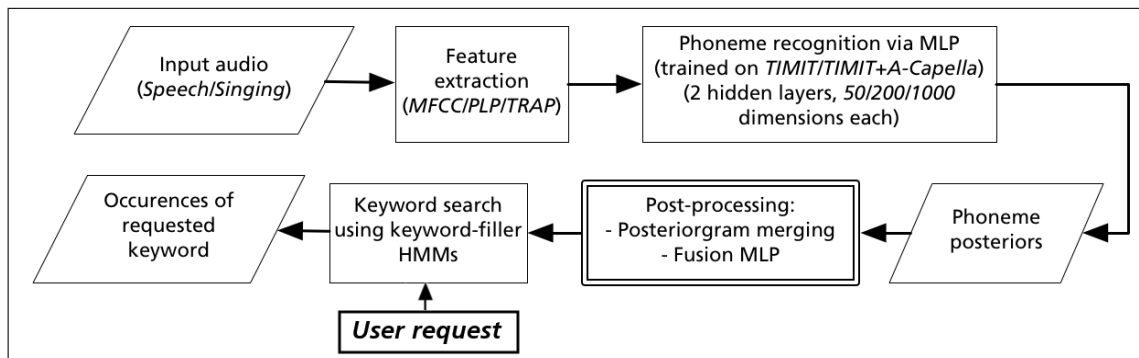 Input audio
(Speech/Singing)
Feature
extraction
(MFCC/PLP/TRAP)
Phoneme recognition via MLP
(trained on TIMIT/TIMIT+A-Capella)
(2 hidden layers, 50/200/1000
dimensions each)
Phoneme
posteriors
Post-processing:
- Posteriorgram merging
- Fusion MLP
Keyword search
using keyword-filler
HMMs
User request
Occurences of
requested
keyword